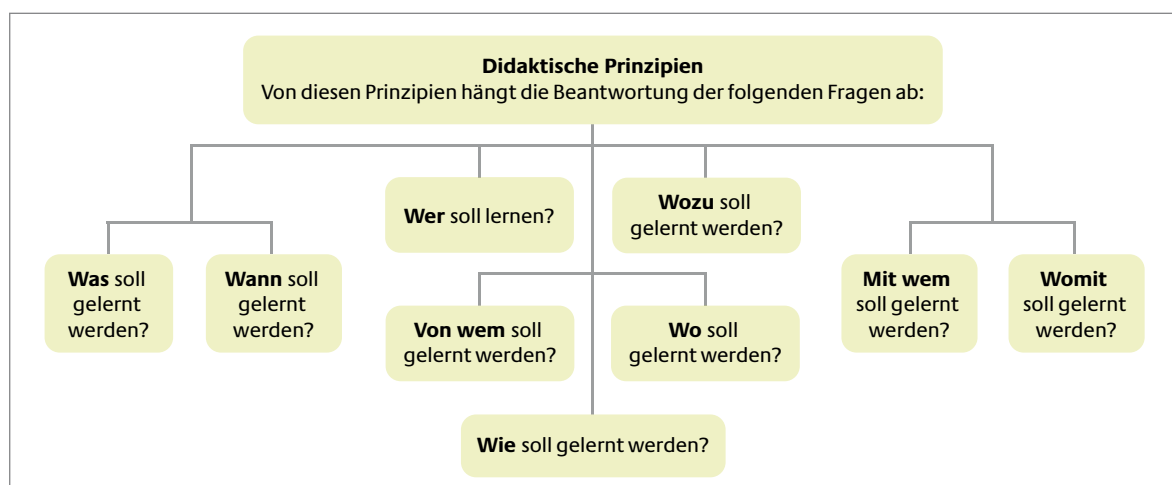 Didaktische Prinzipien
Von diesen Prinzipien hängt die Beantwortung der folgenden Fragen ab:
Wer soll lernen?
Wozu soll
gelernt werden?
Was soll
gelernt
werden?
Wann soll
gelernt
werden?
Von wem soll
gelernt werden?
Wo soll
gelernt werden?
Mit wem
soll gelernt
werden?
Womit
soll gelernt
werden?
Wie soll gelernt werden?